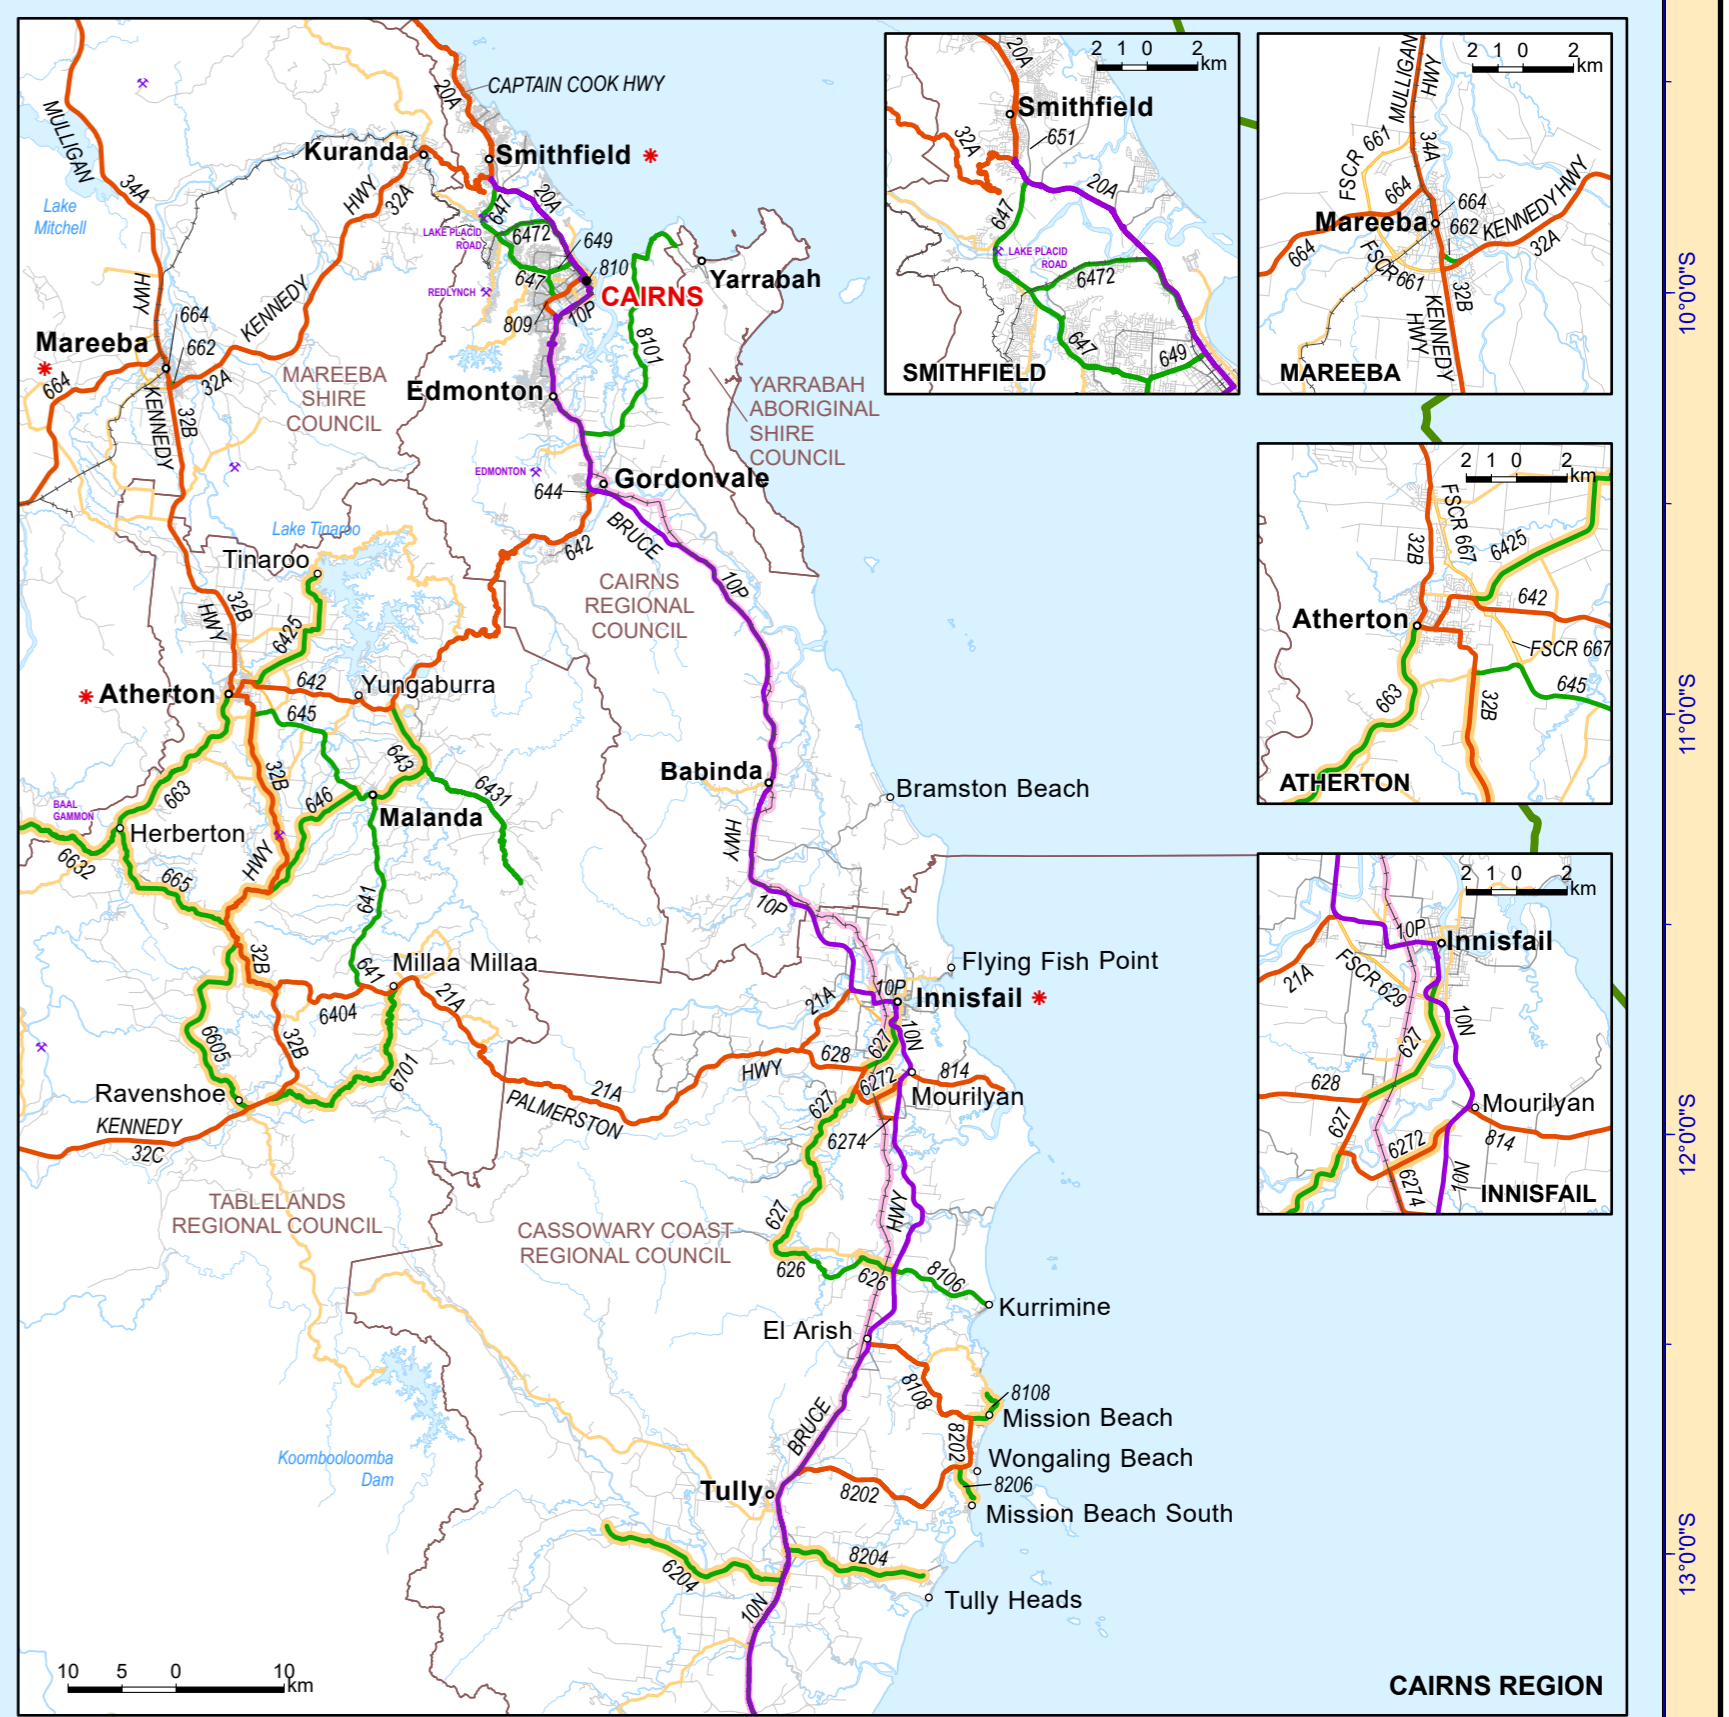 CAPTAIN COOK HWY
20A
MULLIGAN
34A
HWY
Kuranda
Smithfield
HWY
32A
647
20A
Lake
Mitchell
LAKE PLACID
ROAD
6472
649
647
810
Yarrabah
REDLYNCH
CAIRNS
809
10P
8101
664
662
KENNEDY
Mareeba
664
32A
KENNEDY
32B
MAREEBA
SHIRE
COUNCIL
Edmonton
YARRABAH
ABORIGINAL
SHIRE
COUNCIL
EDMONTON
Gordonvale
644
BRUCE
642
Lake Tinaroo
Tinaroo
10P
CAIRNS
REGIONAL
COUNCIL
32B
HWY
6425
Atherton
642
Yungaburra
645
643
32B
663
646
6431
Babinda
Bramston Beach
BAAL
GAMMON
Malanda
Herberton
6632
665
HWY
HWY
641
10P
32B
641
Millaa Millaa
21A
Flying Fish Point
10P
Innisfail
21A
6404
6605
32B
6701
10N
627
628
HWY
6272
814
Ravenshoe
21A
PALMERSTON
Mourilyan
627
6274
KENNEDY
32C
TABLELANDS
REGIONAL COUNCIL
CASSOWARY COAST
REGIONAL COUNCIL
627
HWY
626
626
8106
Kurrimine
El Arish
8108
8108
Mission Beach
BRUCE
8202
Koombooloomba
Dam
Wongaling Beach
8206
Tully
8202
Mission Beach South
6204
8204
Tully Heads
10N
10 5 0 10
km
CAIRNS REGION
2 1 0 2
km
20A
Smithfield
651
32A
20A
647
LAKE PLACID
ROAD
6472
647
649
SMITHFIELD
2 1 0 2
km
MULLIGAN
HWY
FSCR 661
34A
664
664
Mareeba
662
KENNEDY HWY
32A
664
FSCR 661
32B
KENNEDY
HWY
MAREEBA
2 1 0 2
km
FSCR 667
32B
6425
642
Atherton
FSCR 667
645
663
32B
ATHERTON
2 1 0 2
km
10P
Innisfail
21A
FSCR 629
10N
627
628
Mourilyan
627
6272
814
6274
10N
INNISFAIL
10°0'0"S
11°0'0"S
12°0'0"S
13°0'0"S